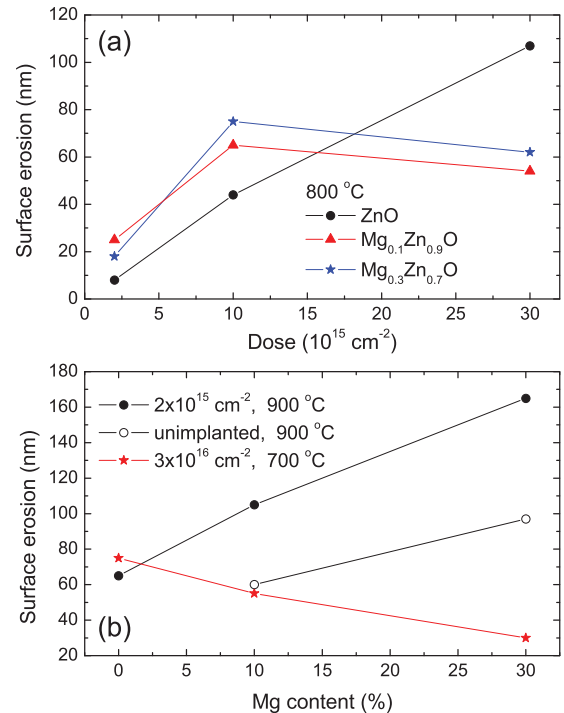 120
(a)
100
80
60
40
20
0
Surface erosion (nm)
800 °C
ZnO
Mg0.1Zn0.9O
Mg0.3Zn0.7O
0 5 10 15 20 25 30
Dose (10^15 cm^-2)
180
160
140
120
100
80
60
40
20
Surface erosion (nm)
2x10^15 cm^-2, 900 °C
unimplanted, 900 °C
3x10^16 cm^-2, 700 °C
(b)
0 5 10 15 20 25 30
Mg content (%)